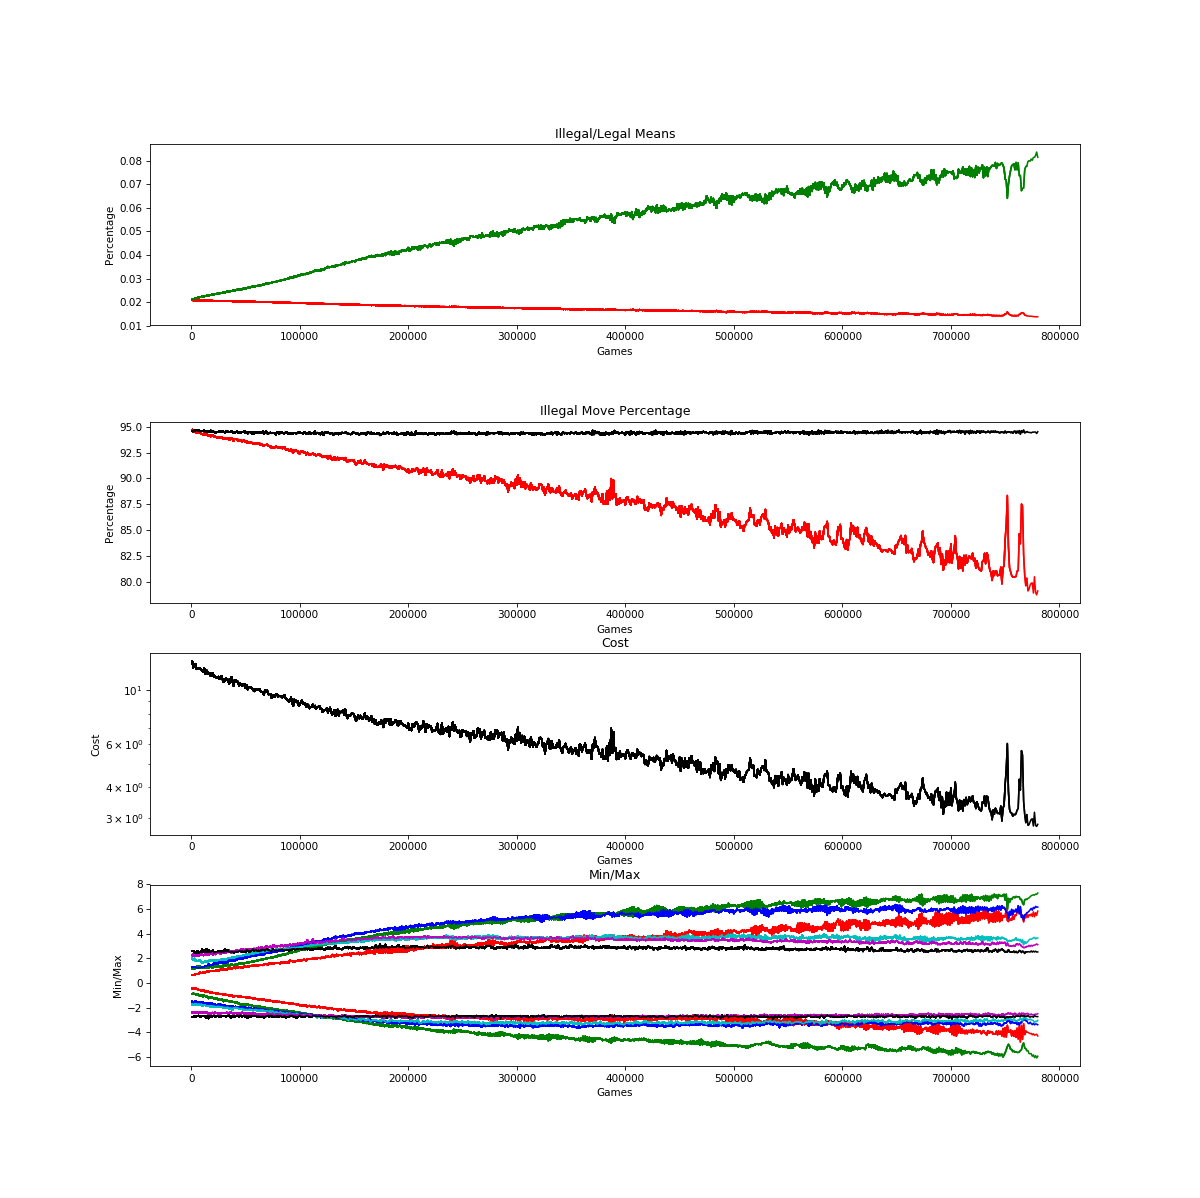 Illegal/Legal Means
0.08
0.07
0.06
0.05
0.04
0.03
0.02
0.01
Percentage
0 100000 200000 300000 400000 500000 600000 700000 800000
Games
Illegal Move Percentage
95.0
92.5
90.0
87.5
85.0
82.5
80.0
Percentage
0 100000 200000 300000 400000 500000 600000 700000 800000
Games
Cost
10¹
6 × 10⁰
4 × 10⁰
3 × 10⁰
Cost
0 100000 200000 300000 400000 500000 600000 700000 800000
Games
Min/Max
8
6
4
2
0
−2
−4
−6
Min/Max
0 100000 200000 300000 400000 500000 600000 700000 800000
Games